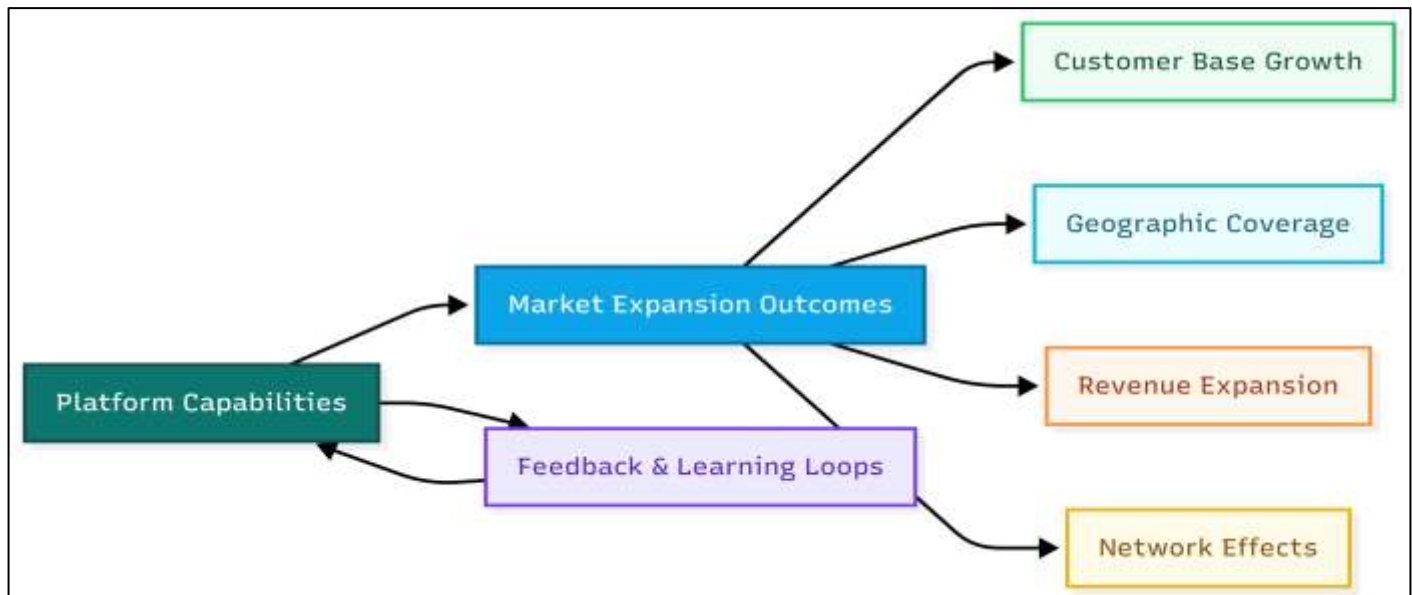 Customer Base Growth
Geographic Coverage
Market Expansion Outcomes
Revenue Expansion
Platform Capabilities
Feedback & Learning Loops
Network Effects